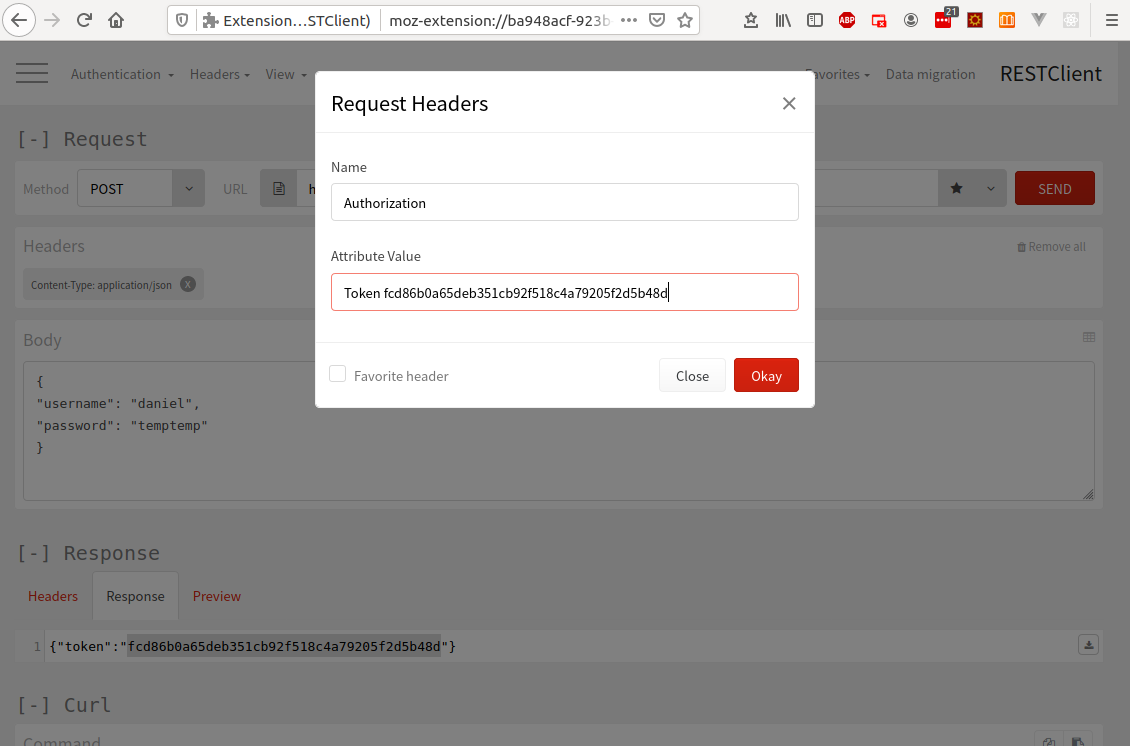 Extension…STClient) moz-extension://ba948acf-923b
ABP 21
Authentication Headers View Favorites Data migration RESTClient
Request Headers
[-] Request
Name
Method POST URL h SEND
Authorization
Headers Remove all
Attribute Value
Content-Type: application/json
Token fcd86b0a65deb351cb92f518c4a79205f2d5b48d
Body
Favorite header Close Okay
{
"username": "daniel",
"password": "temptemp"
}
[-] Response
Headers Response Preview
1 {"token":"fcd86b0a65deb351cb92f518c4a79205f2d5b48d"}
[-] Curl
Command